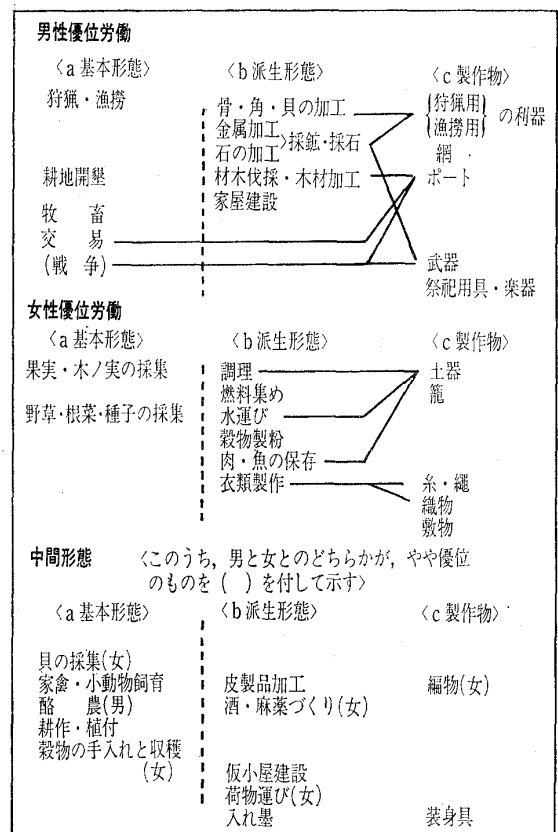 男性優位労働
〈a 基本形態〉 〈b 派生形態〉 〈c 製作物〉
狩猟・漁撈 骨・角・貝の加工 {狩猟用 漁撈用} の利器
金属加工
石の加工〉採鉱・採石 網
耕地開墾 材木伐採・木材加工 ボート
牧 畜 家屋建設
交 易
(戦 争) 武器
祭祀用具・楽器
女性優位労働
〈a 基本形態〉 〈b 派生形態〉 〈c 製作物〉
果実・木ノ実の採集 調理 土器
燃料集め 籠
野草・根菜・種子の採集 水運び
穀物製粉
肉・魚の保存
衣類製作 糸・縄
織物
敷物
中間形態 〈このうち，男と女とのどちらかが，やや優位
のものを（ ）を付して示す〉
〈a 基本形態〉 〈b 派生形態〉 〈c 製作物〉
貝の採集(女)
家禽・小動物飼育 皮製品加工 編物(女)
酪 農(男) 酒・麻薬づくり(女)
耕作・植付
穀物の手入れと収穫
(女) 仮小屋建設
荷物運び(女)
入れ墨 装身具